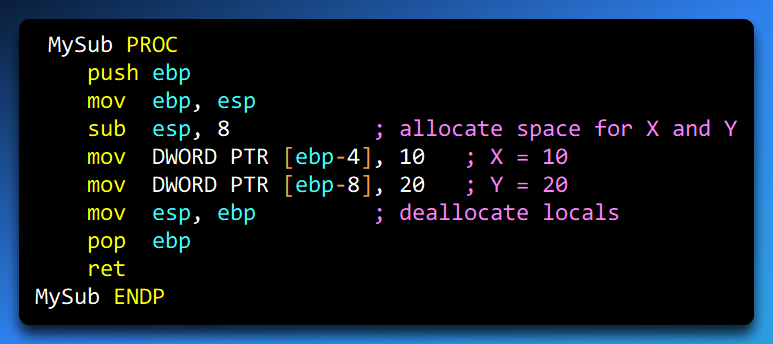 MySub PROC
push ebp
mov ebp, esp
sub esp, 8 ; allocate space for X and Y
mov DWORD PTR [ebp-4], 10 ; X = 10
mov DWORD PTR [ebp-8], 20 ; Y = 20
mov esp, ebp ; deallocate locals
pop ebp
ret
MySub ENDP